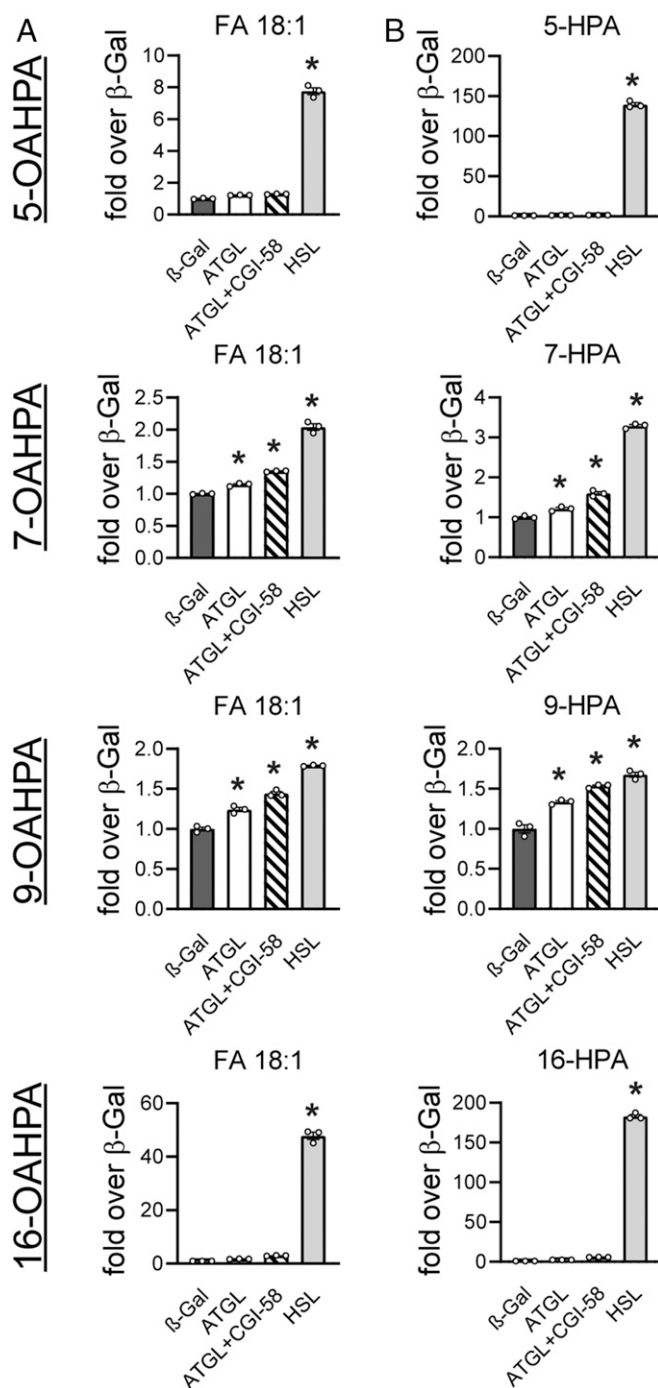 A
B
5-OAHPA
FA 18:1
fold over β-Gal
10
8
6
4
2
0
*
ß-Gal
ATGL
ATGL+CGI-58
HSL
5-HPA
fold over β-Gal
200
150
100
50
0
*
ß-Gal
ATGL
ATGL+CGI-58
HSL
7-OAHPA
FA 18:1
fold over β-Gal
2.5
2.0
1.5
1.0
0.5
0.0
* * *
ß-Gal
ATGL
ATGL+CGI-58
HSL
7-HPA
fold over β-Gal
4
3
2
1
0
* * *
ß-Gal
ATGL
ATGL+CGI-58
HSL
9-OAHPA
FA 18:1
fold over β-Gal
2.0
1.5
1.0
0.5
0.0
* * *
ß-Gal
ATGL
ATGL+CGI-58
HSL
9-HPA
fold over β-Gal
2.0
1.5
1.0
0.5
0.0
* * *
ß-Gal
ATGL
ATGL+CGI-58
HSL
16-OAHPA
FA 18:1
fold over β-Gal
60
40
20
0
*
ß-Gal
ATGL
ATGL+CGI-58
HSL
16-HPA
fold over β-Gal
200
150
100
50
0
*
ß-Gal
ATGL
ATGL+CGI-58
HSL